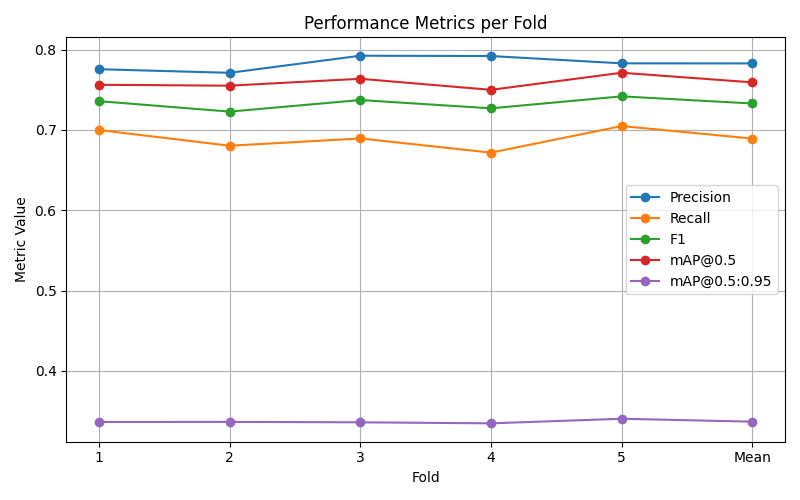 Performance Metrics per Fold
0.8
0.7
0.6
0.5
0.4
Metric Value
Precision
Recall
F1
mAP@0.5
mAP@0.5:0.95
1 2 3 4 5 Mean
Fold